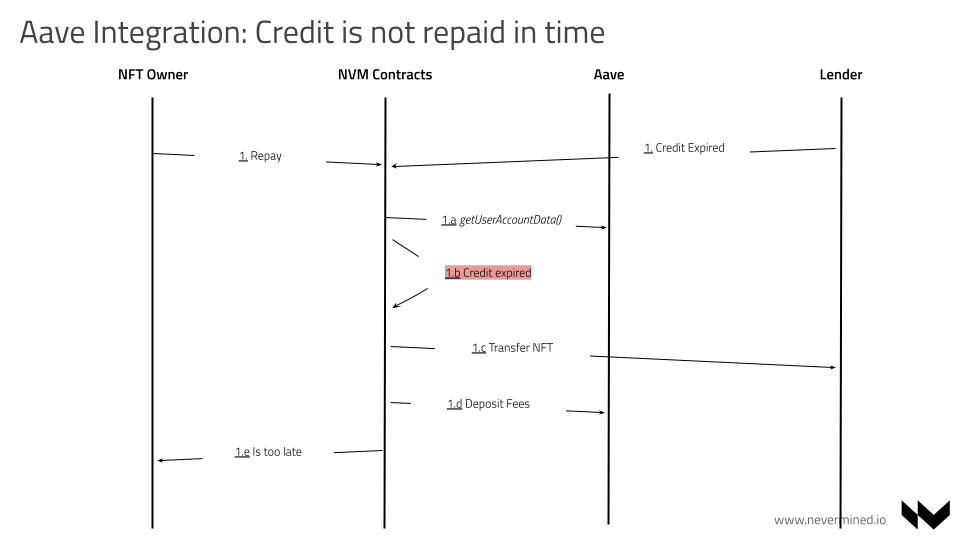 Aave Integration: Credit is not repaid in time
NFT Owner
NVM Contracts
Aave
Lender
1. Repay
1. Credit Expired
1.a getUserAccountData()
1.b Credit expired
1.c Transfer NFT
1.d Deposit Fees
1.e Is too late
www.nevermined.io